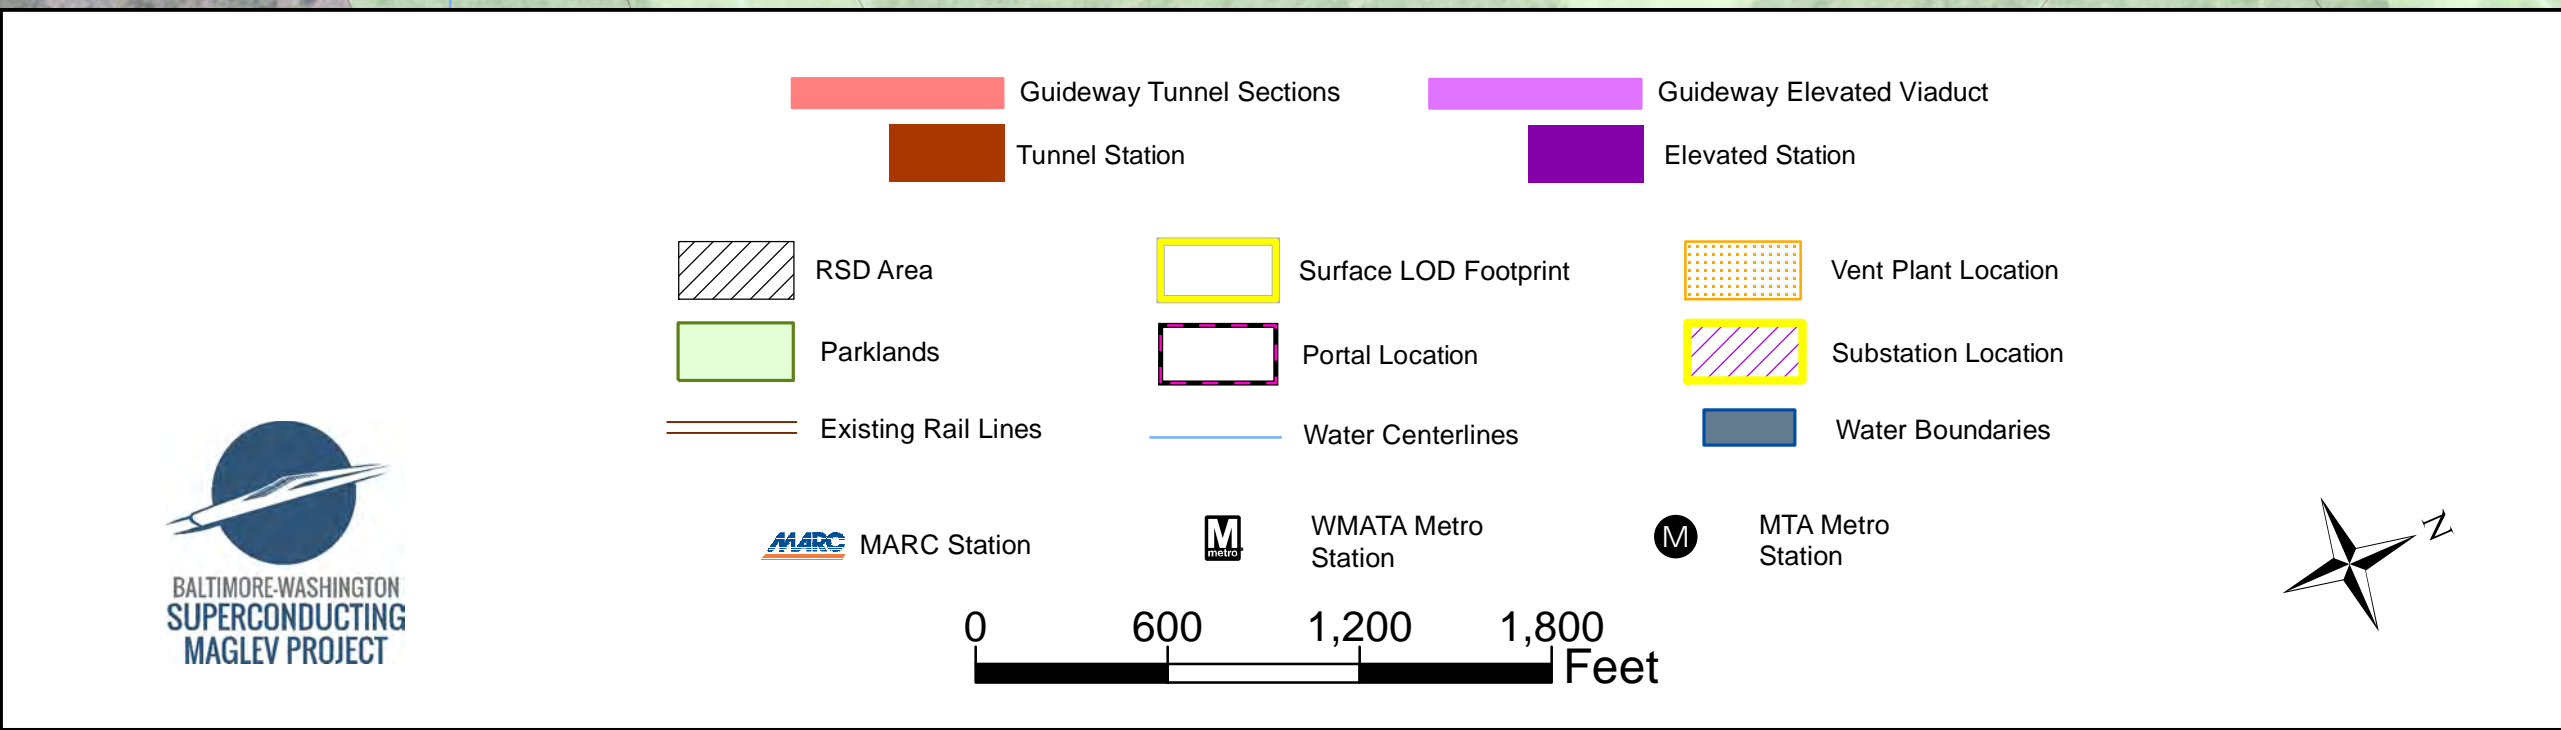 Guideway Tunnel Sections
Guideway Elevated Viaduct
Tunnel Station
Elevated Station
RSD Area
Surface LOD Footprint
Vent Plant Location
Parklands
Portal Location
Substation Location
Existing Rail Lines
Water Centerlines
Water Boundaries
MARC
MARC Station
M
metro
WMATA Metro
Station
M
MTA Metro
Station
N
BALTIMORE-WASHINGTON
SUPERCONDUCTING
MAGLEV PROJECT
0 600 1,200 1,800
Feet